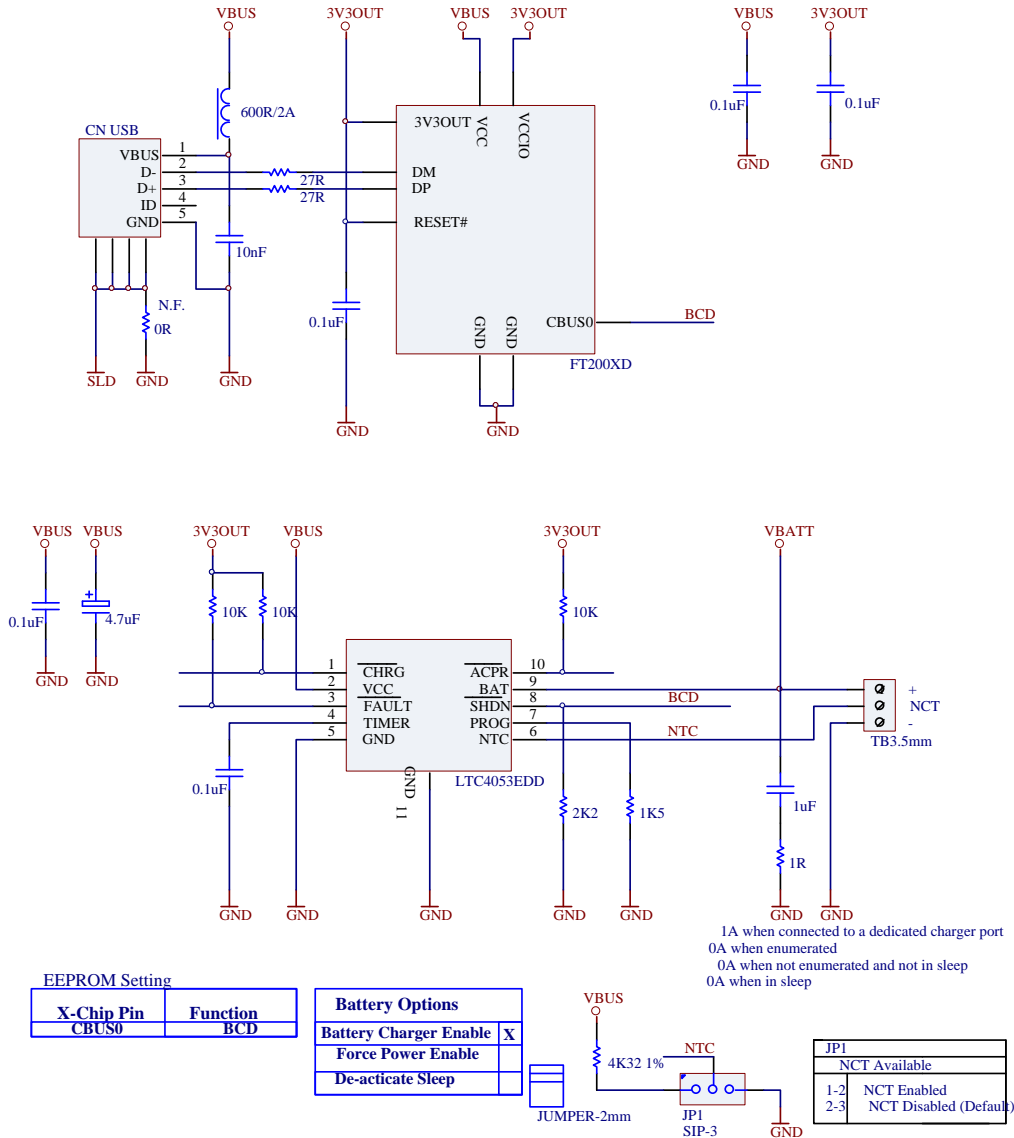 VBUS
3V3OUT
VBUS
3V3OUT
VBUS
3V3OUT
600R/2A
0.1uF
0.1uF
GND
GND
CN USB
VBUS
1
D-
2
D+
3
ID
4
GND
5
27R
27R
10nF
N.F.
0R
SLD
GND
GND
0.1uF
GND
3V3OUT
VCC
VCCIO
DM
DP
RESET#
GND
GND
CBUS0
BCD
FT200XD
GND
VBUS
VBUS
3V3OUT
VBUS
3V3OUT
VBATT
0.1uF
4.7uF
GND
GND
10K
10K
10K
1
CHRG
2
VCC
3
FAULT
4
TIMER
5
GND
ACPR
10
BAT
9
SHDN
8
PROG
7
NTC
6
GND
11
LTC4053EDD
BCD
NTC
+
NCT
-
TB3.5mm
0.1uF
2K2
1K5
1uF
1R
GND
GND
GND
GND
GND
GND
GND
1A when connected to a dedicated charger port
0A when enumerated
0A when not enumerated and not in sleep
0A when in sleep
EEPROM Setting
X-Chip Pin Function
CBUS0 BCD
Battery Options
Battery Charger Enable X
Force Power Enable
De-acticate Sleep
JUMPER-2mm
VBUS
4K32 1%
NTC
JP1
SIP-3
GND
JP1
NCT Available
1-2 NCT Enabled
2-3 NCT Disabled (Default)